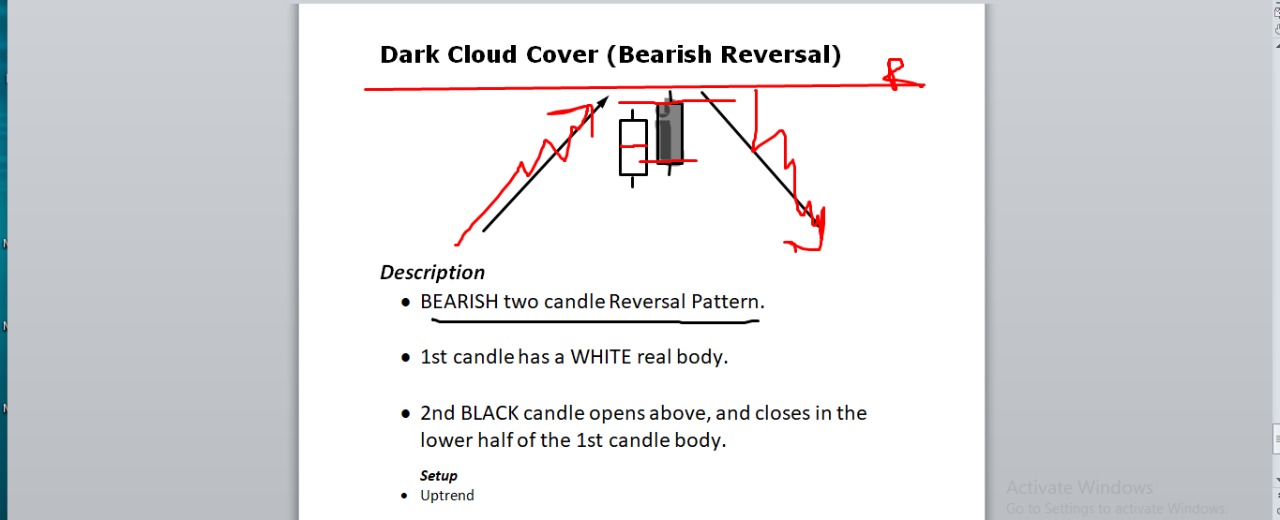 Dark Cloud Cover (Bearish Reversal)
R
Description
● BEARISH two candle Reversal Pattern.
● 1st candle has a WHITE real body.
● 2nd BLACK candle opens above, and closes in the
lower half of the 1st candle body.
Setup
● Uptrend
Activate Windows
Go to Settings to activate Windows.